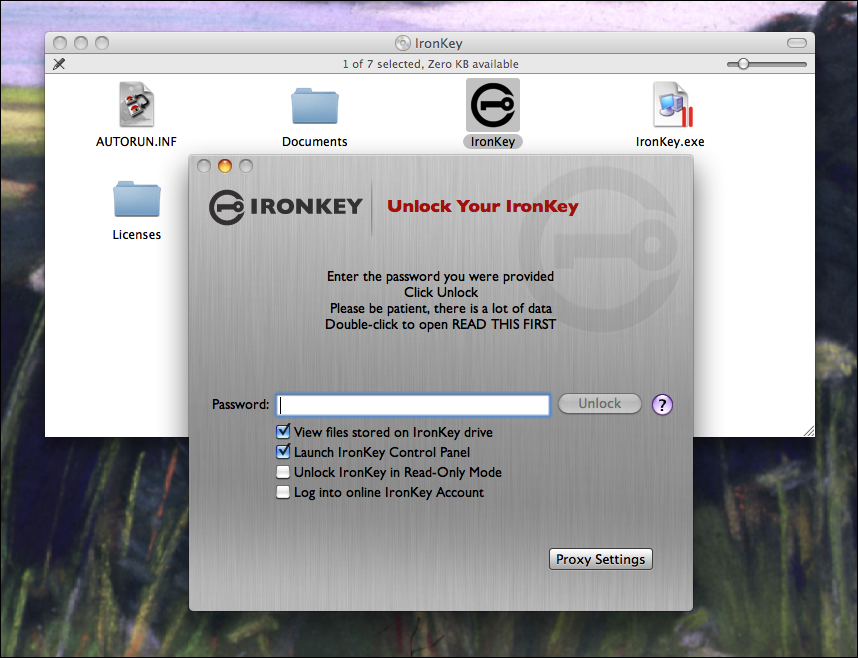 IronKey
1 of 7 selected, Zero KB available
AUTORUN.INF
Documents
IronKey
IronKey.exe
Licenses
IRONKEY
Unlock Your IronKey
Enter the password you were provided
Click Unlock
Please be patient, there is a lot of data
Double-click to open READ THIS FIRST
Password:
Unlock
?
View files stored on IronKey drive
Launch IronKey Control Panel
Unlock IronKey in Read-Only Mode
Log into online IronKey Account
Proxy Settings